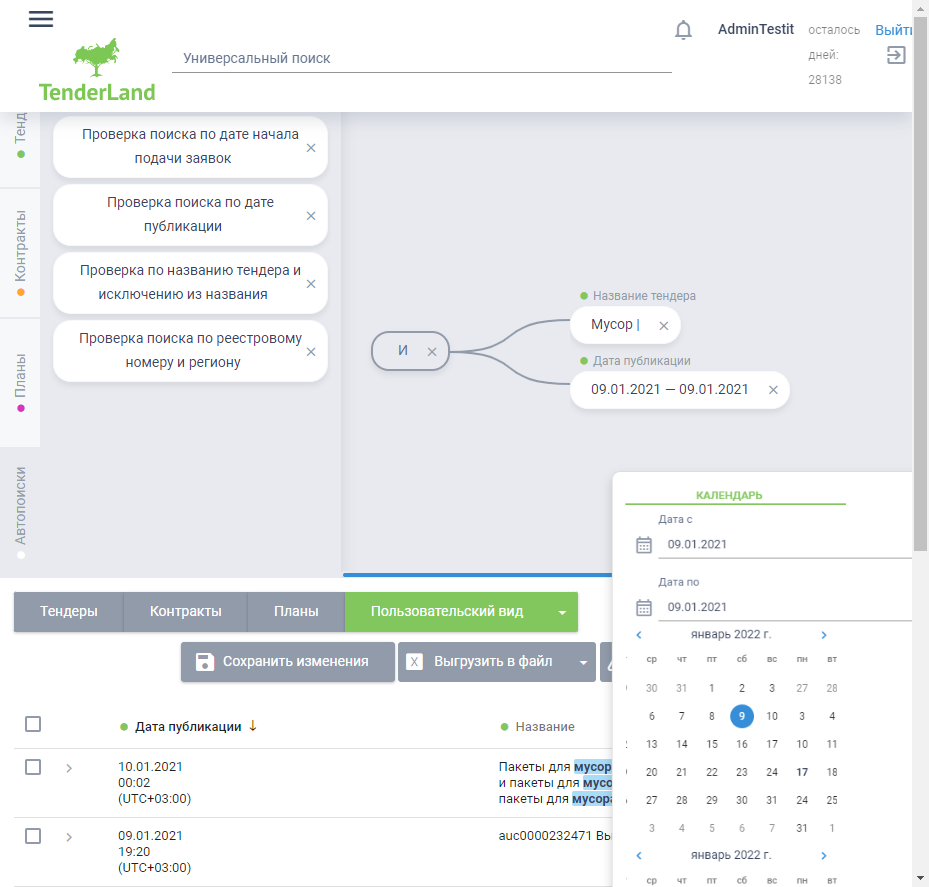 AdminTestit
осталось
дней:
28138
Выйти
Универсальный поиск
TenderLand
Тенд
Контракты
Планы
Автопоиски
Проверка поиска по дате начала
подачи заявок
Проверка поиска по дате
публикации
Проверка по названию тендера и
исключению из названия
Проверка поиска по реестровому
номеру и региону
И
Название тендера
Мусор |
Дата публикации
09.01.2021 — 09.01.2021
КАЛЕНДАРЬ
Дата с
09.01.2021
Дата по
09.01.2021
январь 2022 г.
ср чт пт сб вс пн вт
30 31 1 2 3 27 28
6 7 8 9 10 3 4
13 14 15 16 17 10 11
20 21 22 23 24 17 18
27 28 29 30 31 24 25
3 4 5 6 7 31 1
январь 2022 г.
ср чт пт сб вс пн вт
Тендеры Контракты Планы Пользовательский вид
Сохранить изменения X Выгрузить в файл
Дата публикации ↓ Название
10.01.2021
00:02
(UTC+03:00)
Пакеты для мусор
и пакеты для мусо
пакеты для мусора
09.01.2021
19:20
(UTC+03:00)
auc0000232471 Вы